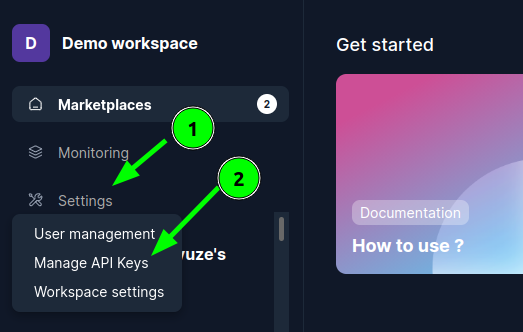 D
Demo workspace
Marketplaces
2
Monitoring
1
Settings
2
User management
Manage API Keys
Workspace settings
yuze's
Get started
Documentation
How to use ?